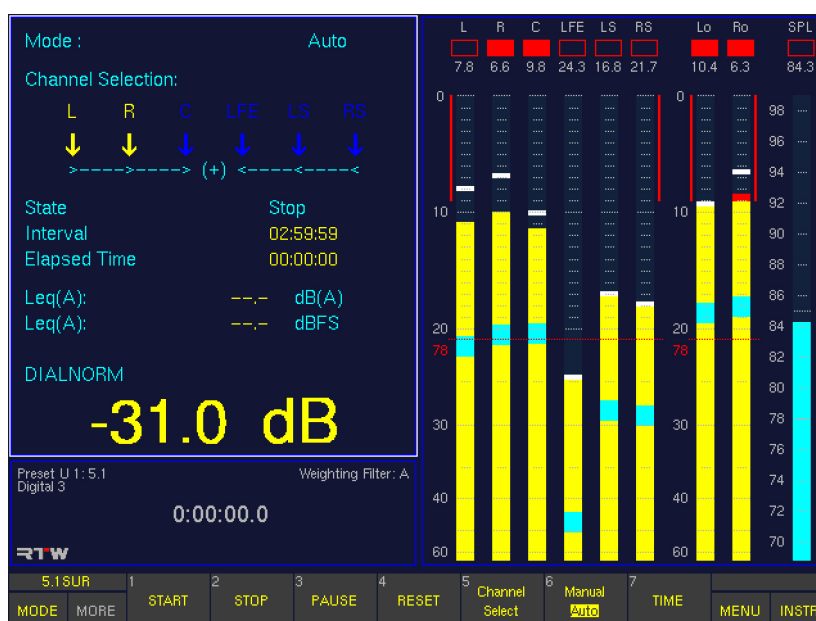 Mode : Auto
Channel Selection:
L R C LFE LS RS
>---->----> (+) <----<----<
State Stop
Interval 02:59:59
Elapsed Time 00:00:00
Leq(A): --.- dB(A)
Leq(A): --.- dBFS
DIALNORM
-31.0 dB
Preset U 1: 5.1 Weighting Filter: A
Digital 3
0:00:00.0
RTW
L R C LFE LS RS Lo Ro SPL
7.8 6.6 9.8 24.3 16.8 21.7 10.4 6.3 84.3
0 0
98
96
94
92
10 10
90
88
86
20 20 84
78 78
82
80
30 30 78
76
74
40 40
72
70
60 60
5.1SUR 1 2 3 4 5 6 7
MODE MORE START STOP PAUSE RESET Channel Select Manual Auto TIME MENU INSTR